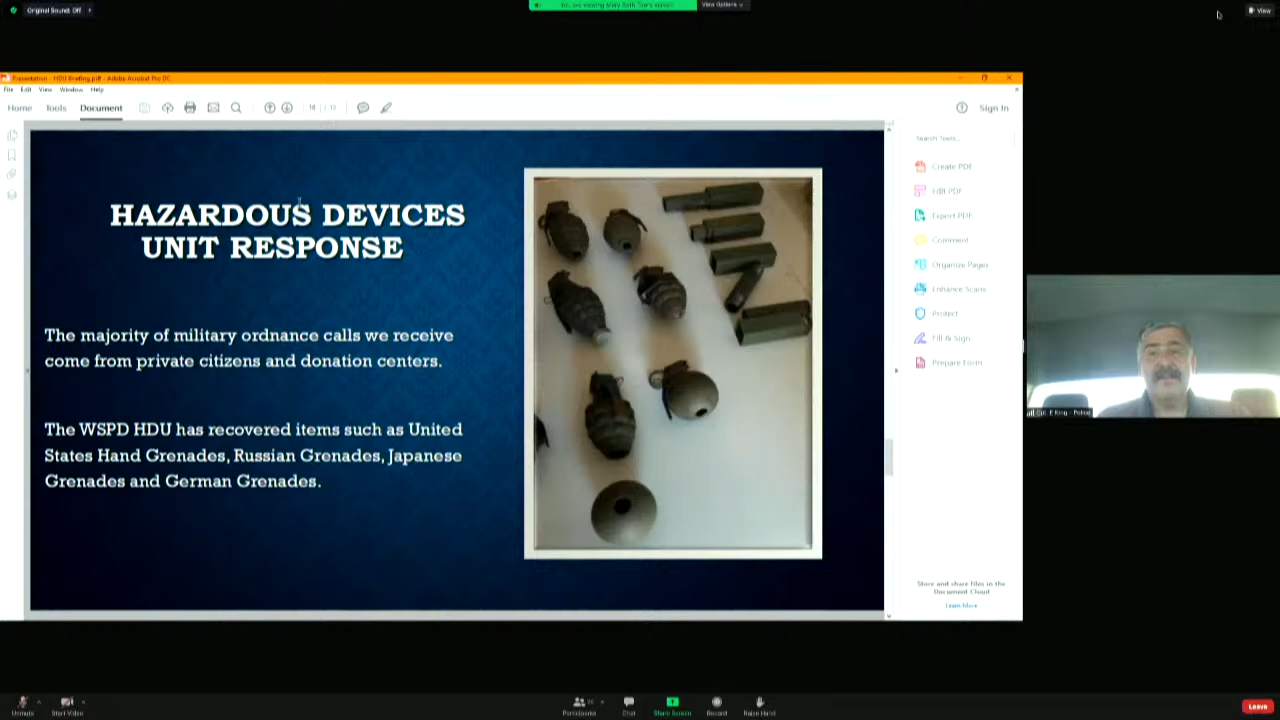 Original Sound: Off
View Options
View
Presentation - HDU Briefing.pdf - Adobe Acrobat Pro DC
File Edit View Window Help
Home Tools Document
Sign In
Search Tools...
Create PDF
Edit PDF
Export PDF
Comment
Organize Pages
Enhance Scans
Protect
Fill & Sign
Prepare Form
Store and share files in the
Document Cloud
Learn More
HAZARDOUS DEVICES
UNIT RESPONSE
The majority of military ordnance calls we receive
come from private citizens and donation centers.
The WSPD HDU has recovered items such as United
States Hand Grenades, Russian Grenades, Japanese
Grenades and German Grenades.
King - Police
Unmute Start Video Participants Chat Share Screen Record Raise Hand Leave